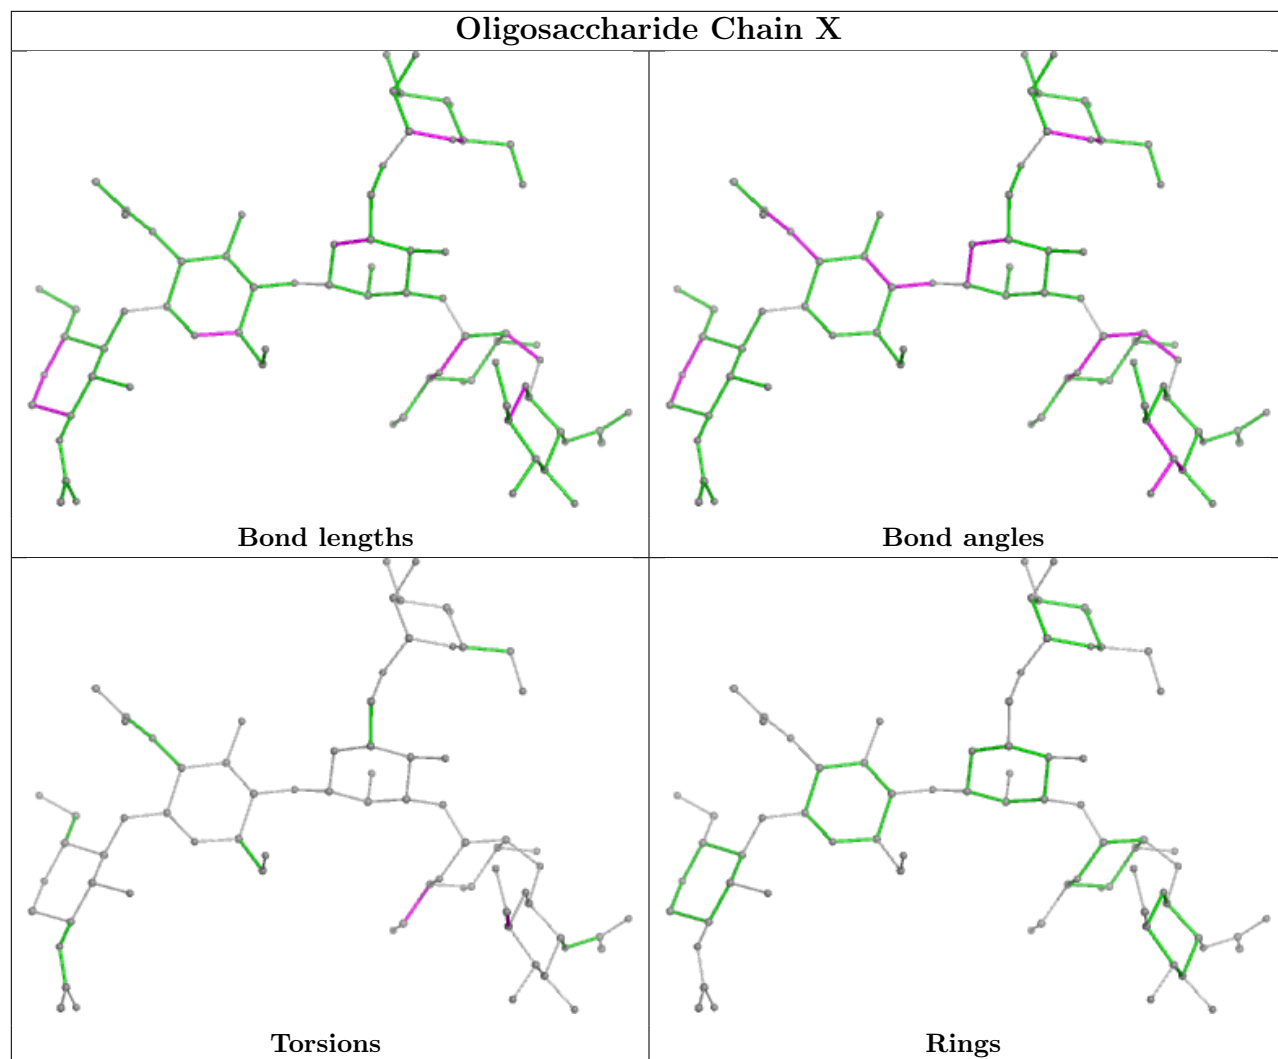 Oligosaccharide Chain X
Bond lengths
Bond angles
Torsions
Rings